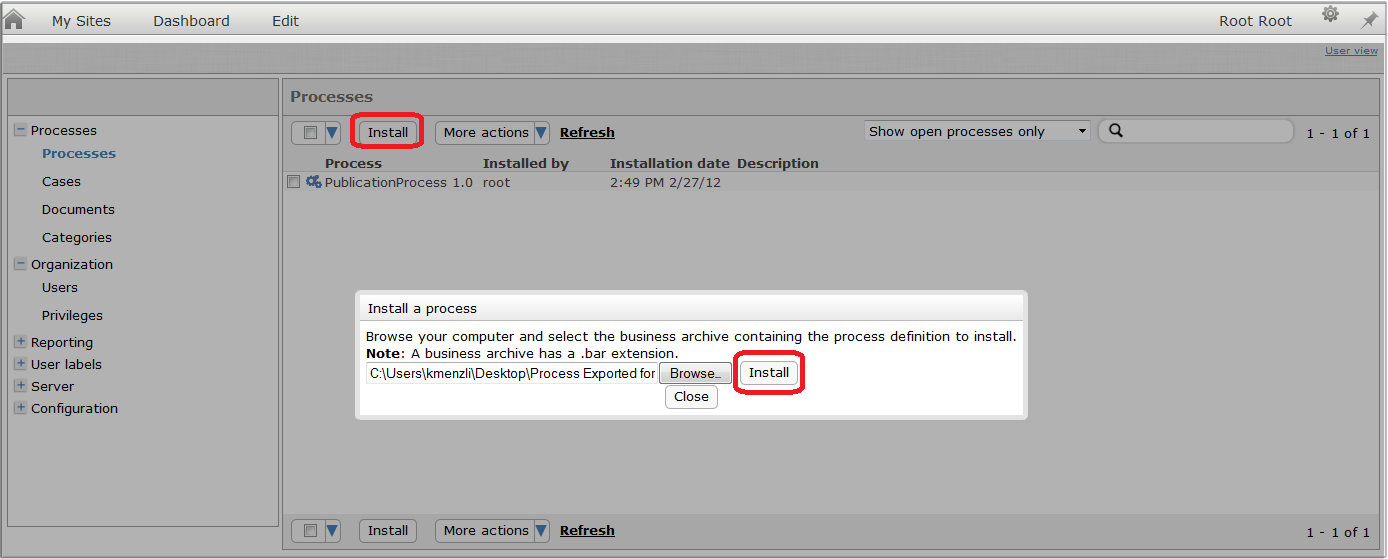 My Sites Dashboard Edit Root Root
User view
Processes
Processes
Cases
Documents
Categories
Organization
Users
Privileges
Reporting
User labels
Server
Configuration
Processes
Install More actions Refresh Show open processes only 1 - 1 of 1
Process Installed by Installation date Description
PublicationProcess 1.0 root 2:49 PM 2/27/12
Install a process
Browse your computer and select the business archive containing the process definition to install.
Note: A business archive has a .bar extension.
C:\Users\kmenzli\Desktop\Process Exported for Browse... Install
Close
Install More actions Refresh 1 - 1 of 1